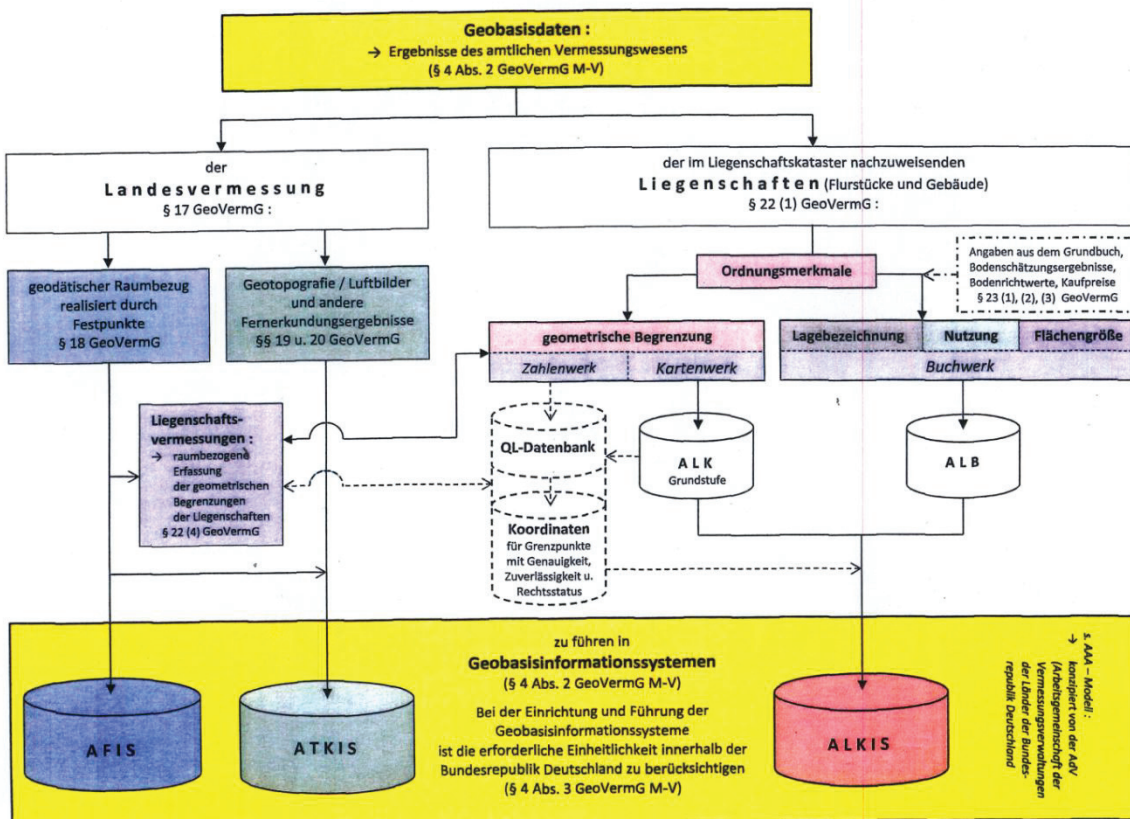 Geobasisdaten :
→ Ergebnisse des amtlichen Vermessungswesens
(§ 4 Abs. 2 GeoVermG M-V)
der
Landesvermessung
§ 17 GeoVermG :
der im Liegenschaftskataster nachzuweisenden
Liegenschaften (Flurstücke und Gebäude)
§ 22 (1) GeoVermG :
geodätischer Raumbezug
realisiert durch
Festpunkte
§ 18 GeoVermG
Geotopografie / Luftbilder
und andere
Fernerkundungsergebnisse
§§ 19 u. 20 GeoVermG
Ordnungsmerkmale
Angaben aus dem Grundbuch,
Bodenschätzungsergebnisse,
Bodenrichtwerte, Kaufpreise
§ 23 (1), (2), (3) GeoVermG
geometrische Begrenzung
Zahlenwerk
Kartenwerk
Lagebezeichnung
Nutzung
Flächengröße
Buchwerk
Liegenschafts-
vermessungen :
→ raumbezogene
Erfassung
der geometrischen
Begrenzungen
der Liegenschaften
§ 22 (4) GeoVermG
QL-Datenbank
ALK
Grundstufe
ALB
Koordinaten
für Grenzpunkte
mit Genauigkeit,
Zuverlässigkeit u.
Rechtsstatus
zu führen in
Geobasisinformationssystemen
(§ 4 Abs. 2 GeoVermG M-V)
Bei der Einrichtung und Führung der
Geobasisinformationssysteme
ist die erforderliche Einheitlichkeit innerhalb der
Bundesrepublik Deutschland zu berücksichtigen
(§ 4 Abs. 3 GeoVermG M-V)
AFIS
ATKIS
ALKIS
s. AAA – Modell :
→ konzipiert von der AdV
(Arbeitsgemeinschaft der
Vermessungsverwaltungen
der Länder der Bundes-
republik Deutschland